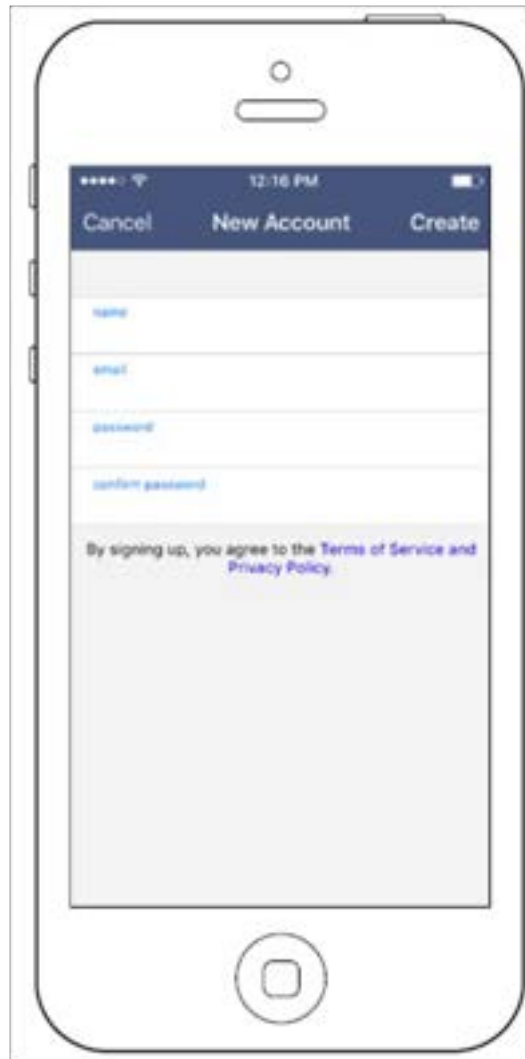 12:16 PM
Cancel New Account Create
name
email
password
confirm password
By signing up, you agree to the Terms of Service and
Privacy Policy.